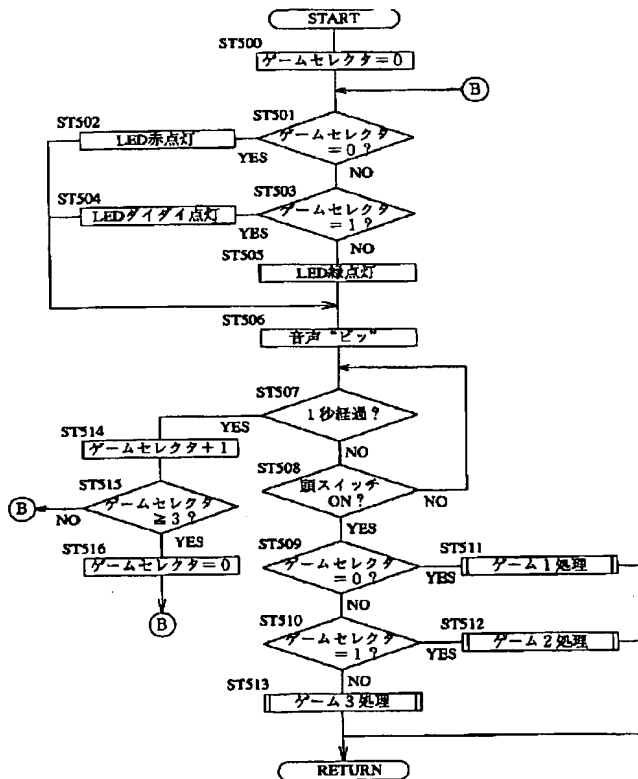 START
ST500
ゲームセレクタ=0
B
ST501
ゲームセレクタ
=0?
YES
NO
ST502
LED赤点灯
ST503
ゲームセレクタ
=1?
YES
NO
ST504
LEDダイダイ点灯
ST505
LED緑点灯
ST506
音声“ピッ”
ST507
1秒経過?
YES
NO
ST514
ゲームセレクタ+1
ST508
頭スイッチ
ON?
NO
YES
ST515
ゲームセレクタ
≧3?
B
NO
YES
ST516
ゲームセレクタ=0
B
ST509
ゲームセレクタ
=0?
YES
NO
ST511
ゲーム1処理
ST510
ゲームセレクタ
=1?
YES
NO
ST512
ゲーム2処理
ST513
ゲーム3処理
RETURN